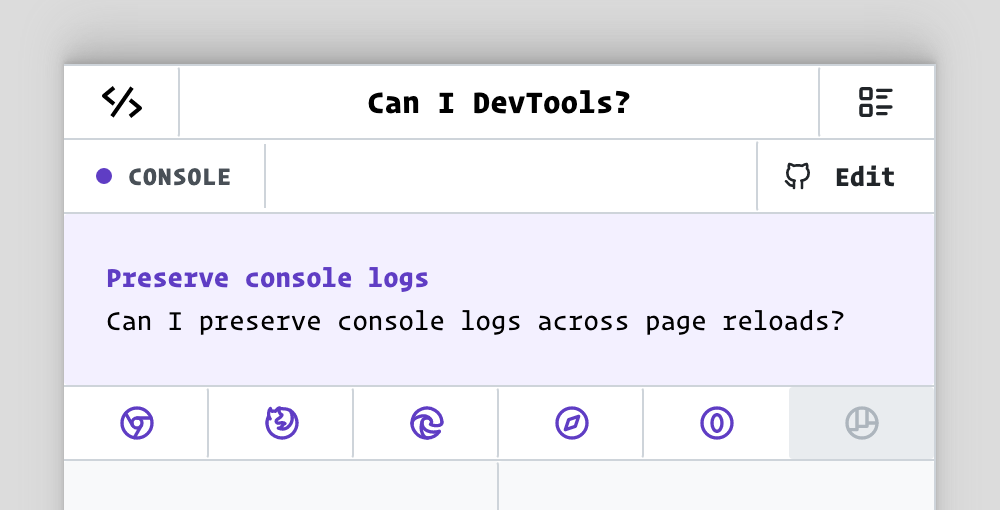 Can I DevTools?
CONSOLE
Edit
Preserve console logs
Can I preserve console logs across page reloads?